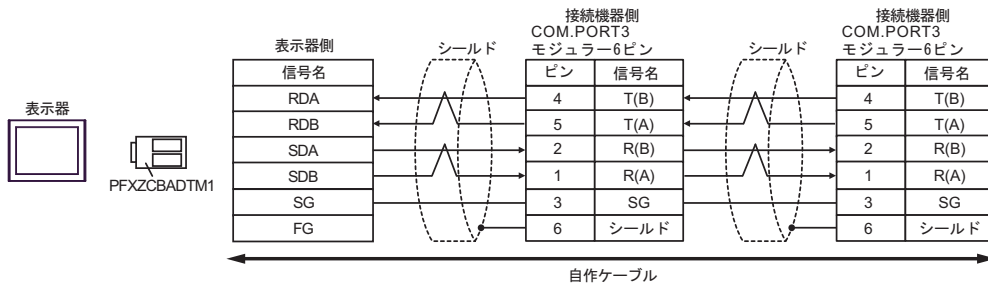 表示器
PFXZCBADTM1
表示器側
信号名
RDA
RDB
SDA
SDB
SG
FG
シールド
接続機器側
COM.PORT3
モジュラー6ピン
ピン 信号名
4 T(B)
5 T(A)
2 R(B)
1 R(A)
3 SG
6 シールド
シールド
接続機器側
COM.PORT3
モジュラー6ピン
ピン 信号名
4 T(B)
5 T(A)
2 R(B)
1 R(A)
3 SG
6 シールド
自作ケーブル